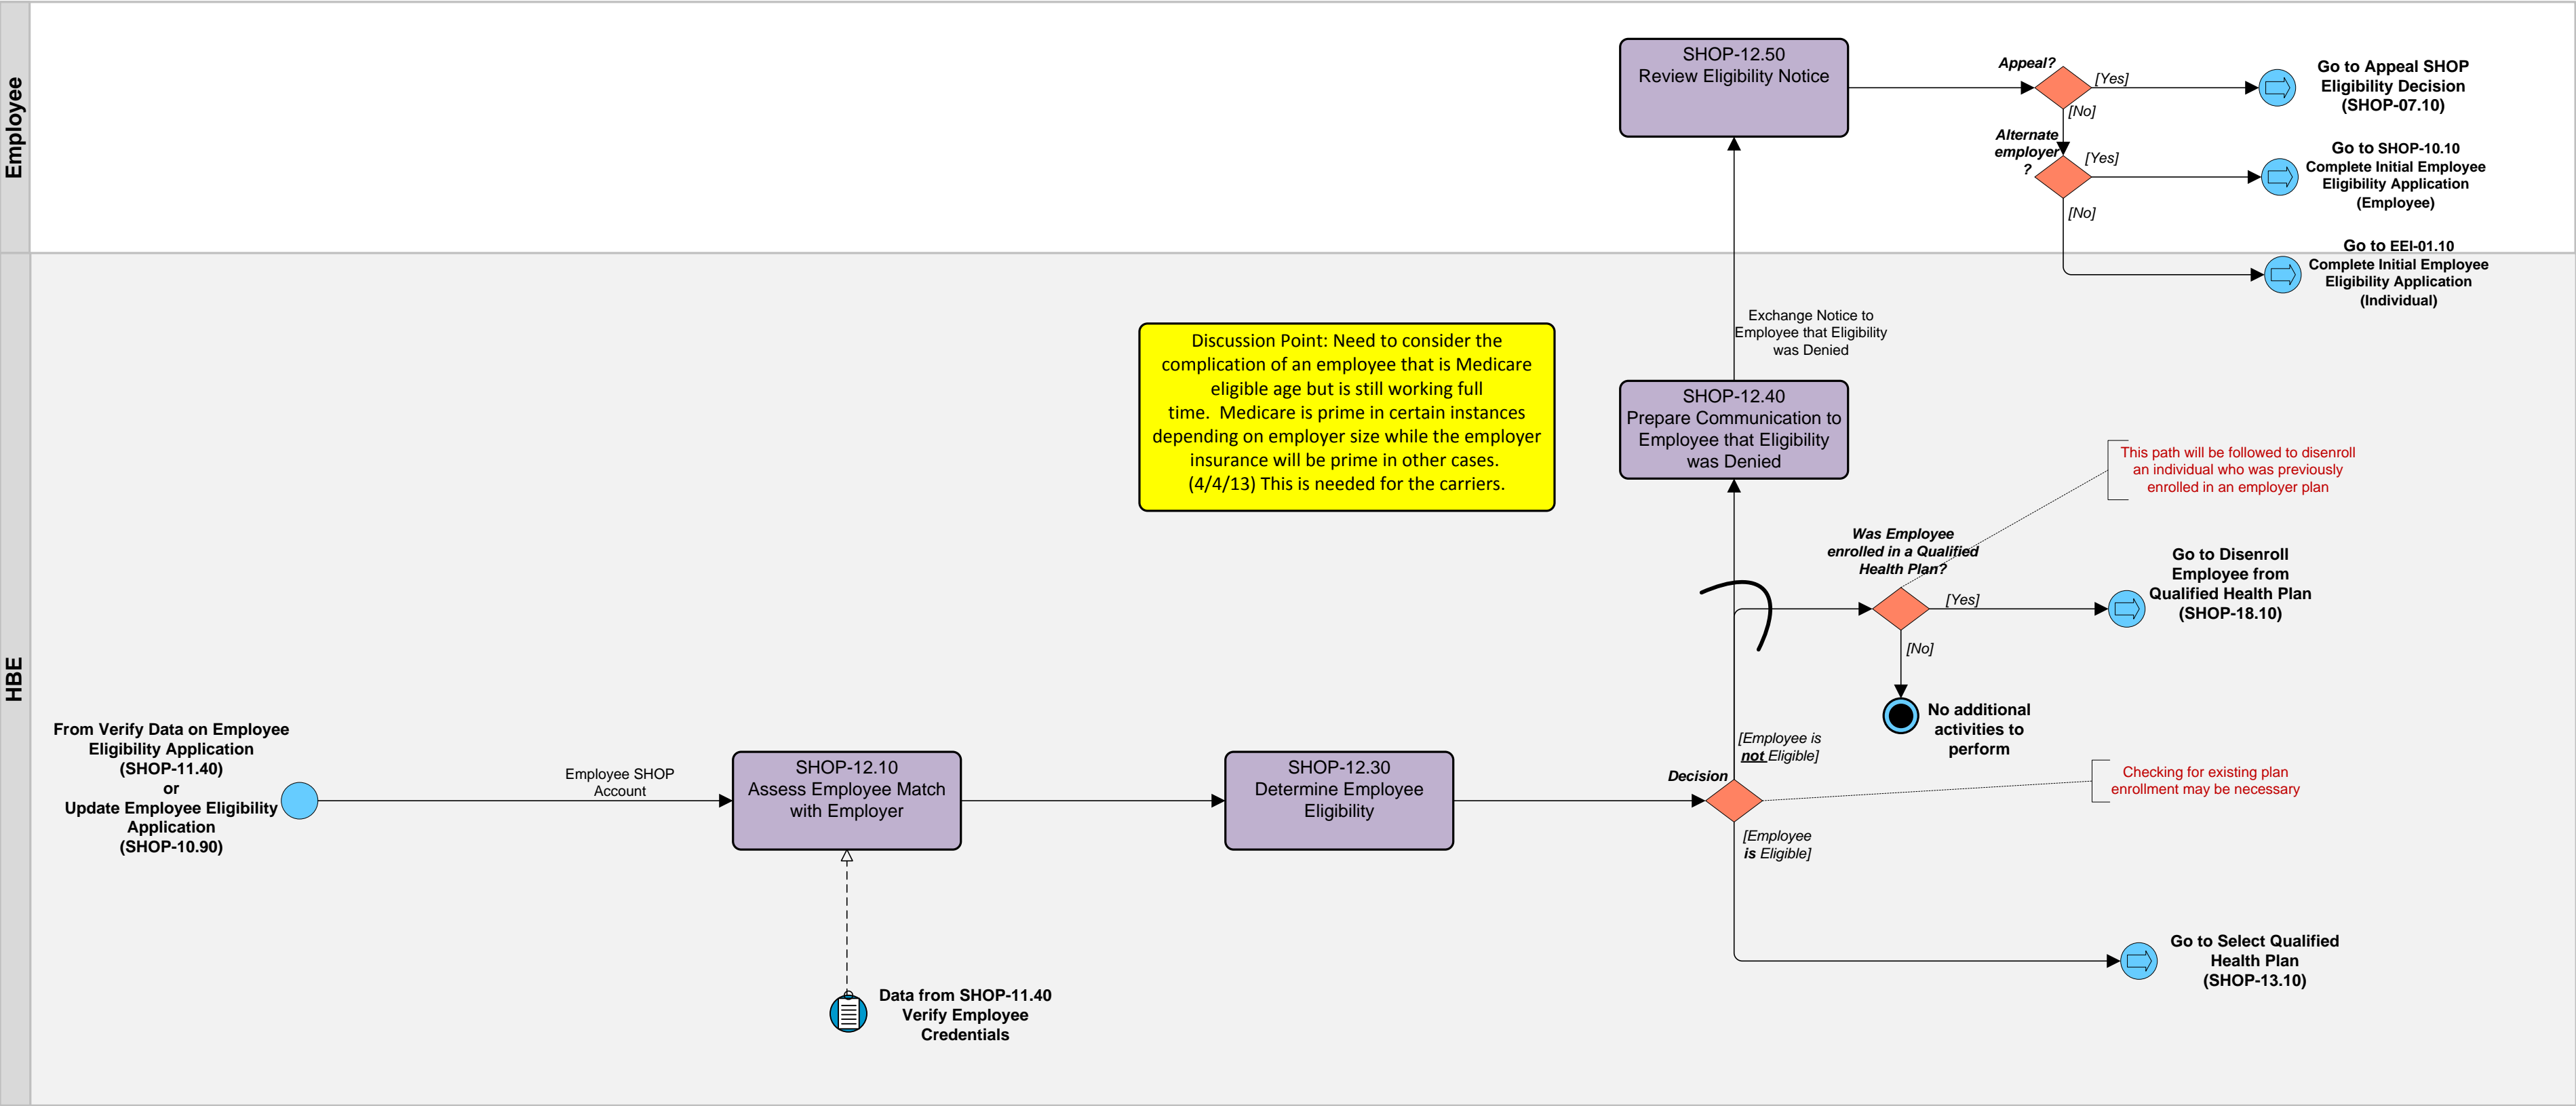 Employee
SHOP-12.50
Review Eligibility Notice
Appeal?
[Yes]
[No]
Go to Appeal SHOP
Eligibility Decision
(SHOP-07.10)
Alternate
employer
?
[Yes]
[No]
Go to SHOP-10.10
Complete Initial Employee
Eligibility Application
(Employee)
Go to EEI-01.10
Complete Initial Employee
Eligibility Application
(Individual)
HBE
Exchange Notice to
Employee that Eligibility
was Denied
Discussion Point: Need to consider the
complication of an employee that is Medicare
eligible age but is still working full
time.  Medicare is prime in certain instances
depending on employer size while the employer
insurance will be prime in other cases.
(4/4/13) This is needed for the carriers.
SHOP-12.40
Prepare Communication to
Employee that Eligibility
was Denied
This path will be followed to disenroll
an individual who was previously
enrolled in an employer plan
Was Employee
enrolled in a Qualified
Health Plan?
[Yes]
[No]
Go to Disenroll
Employee from
Qualified Health Plan
(SHOP-18.10)
No additional
activities to
perform
From Verify Data on Employee
Eligibility Application
(SHOP-11.40)
or
Update Employee Eligibility
Application
(SHOP-10.90)
Employee SHOP
Account
SHOP-12.10
Assess Employee Match
with Employer
SHOP-12.30
Determine Employee
Eligibility
Decision
[Employee is
not Eligible]
[Employee
is Eligible]
Checking for existing plan
enrollment may be necessary
Go to Select Qualified
Health Plan
(SHOP-13.10)
Data from SHOP-11.40
Verify Employee
Credentials